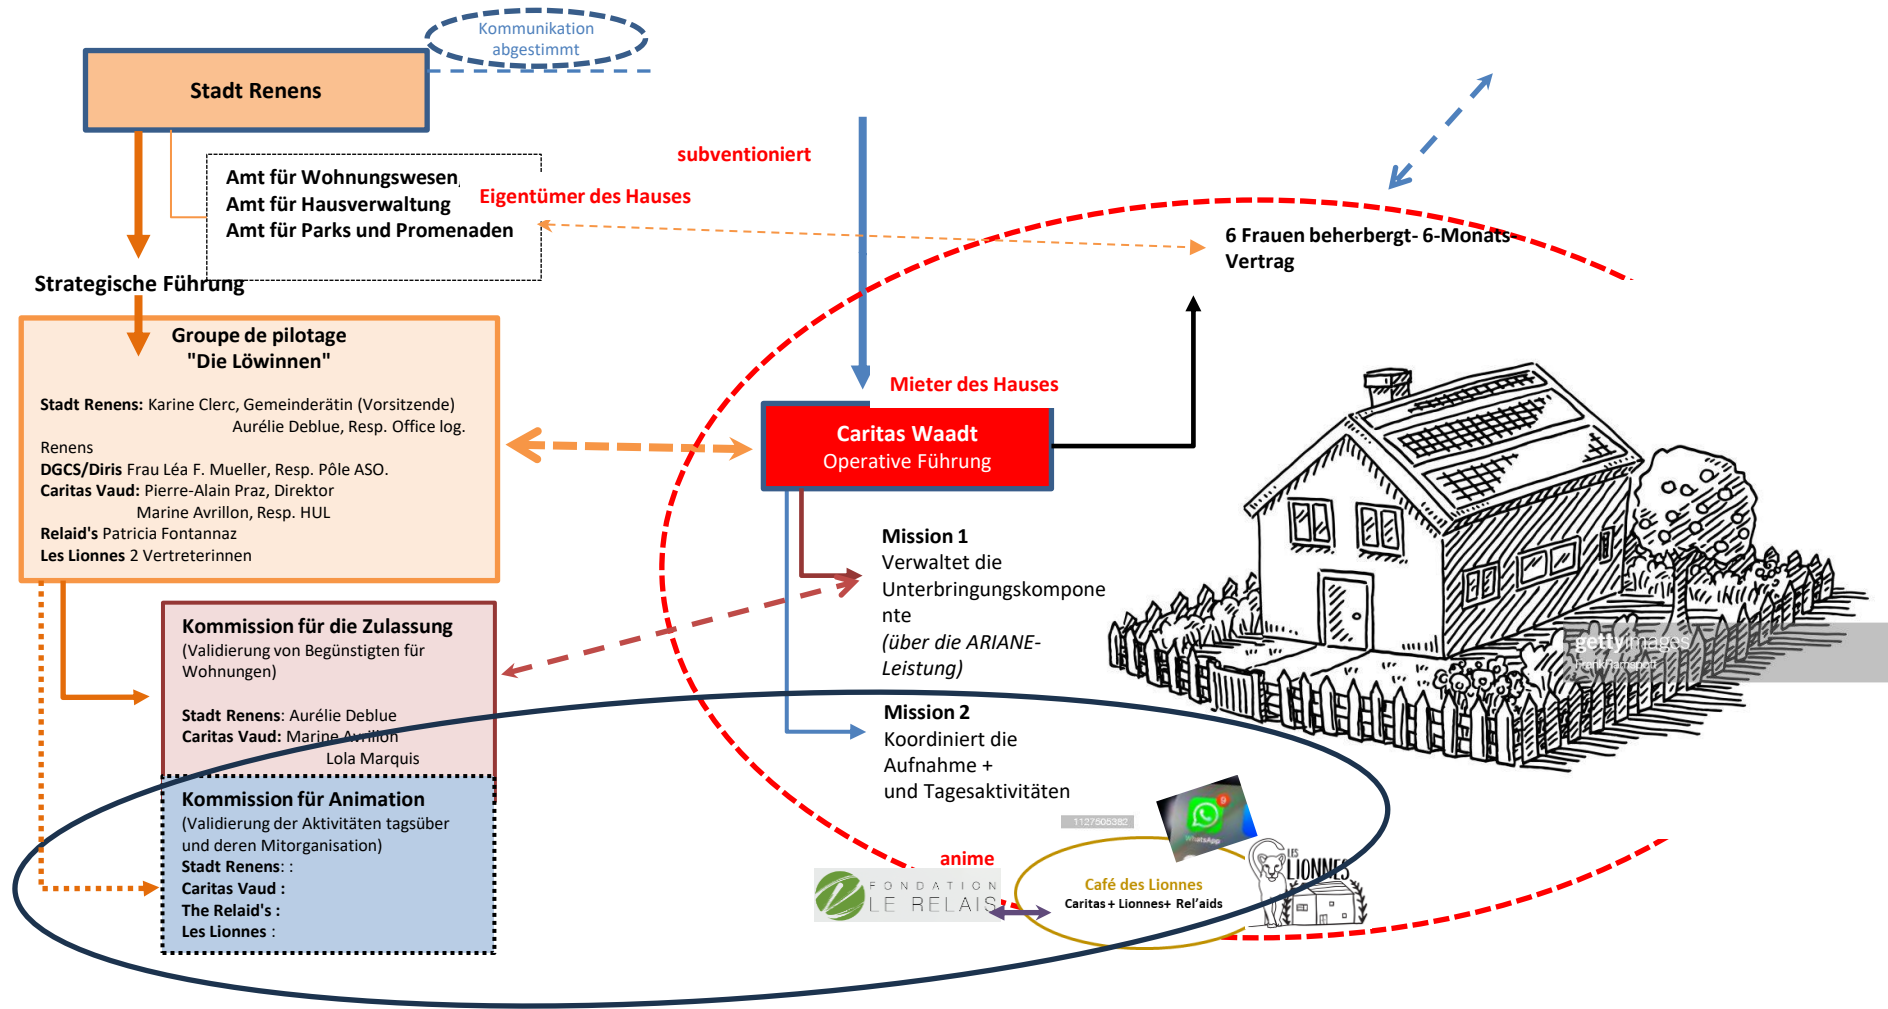 Kommunikation
abgestimmt
Stadt Renens
subventioniert
Amt für Wohnungswesen,
Amt für Hausverwaltung
Amt für Parks und Promenaden
Eigentümer des Hauses
6 Frauen beherbergt- 6-Monats-
Vertrag
Strategische Führung
Groupe de pilotage
"Die Löwinnen"
Stadt Renens: Karine Clerc, Gemeinderätin (Vorsitzende)
Aurélie Deblue, Resp. Office log.
Renens
DGCS/Diris Frau Léa F. Mueller, Resp. Pôle ASO.
Caritas Vaud: Pierre-Alain Praz, Direktor
Marine Avrillon, Resp. HUL
Relaid's Patricia Fontannaz
Les Lionnes 2 Vertreterinnen
Mieter des Hauses
Caritas Waadt
Operative Führung
Mission 1
Verwaltet die
Unterbringungskompone
nte
(über die ARIANE-
Leistung)
Kommission für die Zulassung
(Validierung von Begünstigten für
Wohnungen)
Stadt Renens: Aurélie Deblue
Caritas Vaud: Marine Avrillon
Lola Marquis
Mission 2
Koordiniert die
Aufnahme +
und Tagesaktivitäten
Kommission für Animation
(Validierung der Aktivitäten tagsüber
und deren Mitorganisation)
Stadt Renens: :
Caritas Vaud :
The Relaid's :
Les Lionnes :
gettyimages
FrankRamspott
1127505382
9
WhatsApp
anime
FONDATION
LE RELAIS
Café des Lionnes
Caritas + Lionnes+ Rel'aids
LES
LIONNES